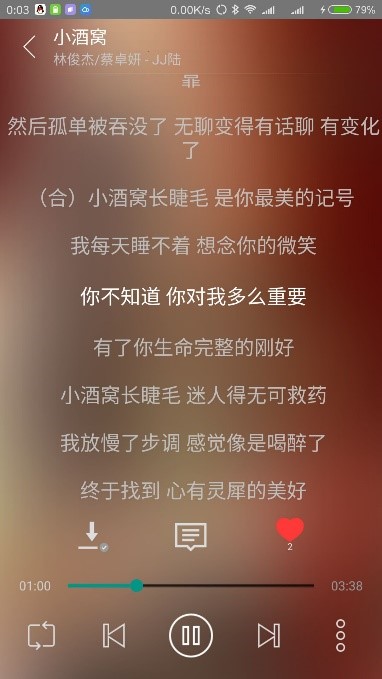 0:03 0.00K/s 79%
小酒窝
林俊杰/蔡卓妍 - JJ陆
罪
然后孤单被吞没了 无聊变得有话聊 有变化
了
（合）小酒窝长睫毛 是你最美的记号
我每天睡不着 想念你的微笑
你不知道 你对我多么重要
有了你生命完整的刚好
小酒窝长睫毛 迷人得无可救药
我放慢了步调 感觉像是喝醉了
终于找到 心有灵犀的美好
2
01:00 03:38